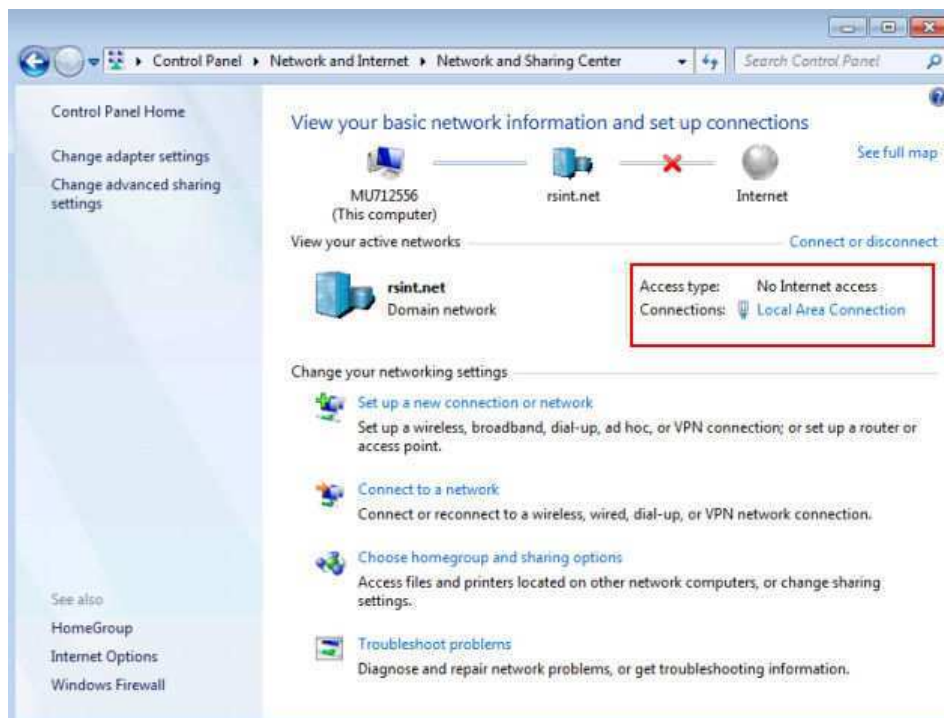 Control Panel ▸ Network and Internet ▸ Network and Sharing Center
Search Control Panel
Control Panel Home
Change adapter settings
Change advanced sharing
settings
View your basic network information and set up connections
See full map
MU712556
(This computer)
rsint.net
Internet
View your active networks
Connect or disconnect
rsint.net
Domain network
Access type: No Internet access
Connections: Local Area Connection
Change your networking settings
Set up a new connection or network
Set up a wireless, broadband, dial-up, ad hoc, or VPN connection; or set up a router or
access point.
Connect to a network
Connect or reconnect to a wireless, wired, dial-up, or VPN network connection.
Choose homegroup and sharing options
Access files and printers located on other network computers, or change sharing
settings.
Troubleshoot problems
Diagnose and repair network problems, or get troubleshooting information.
See also
HomeGroup
Internet Options
Windows Firewall